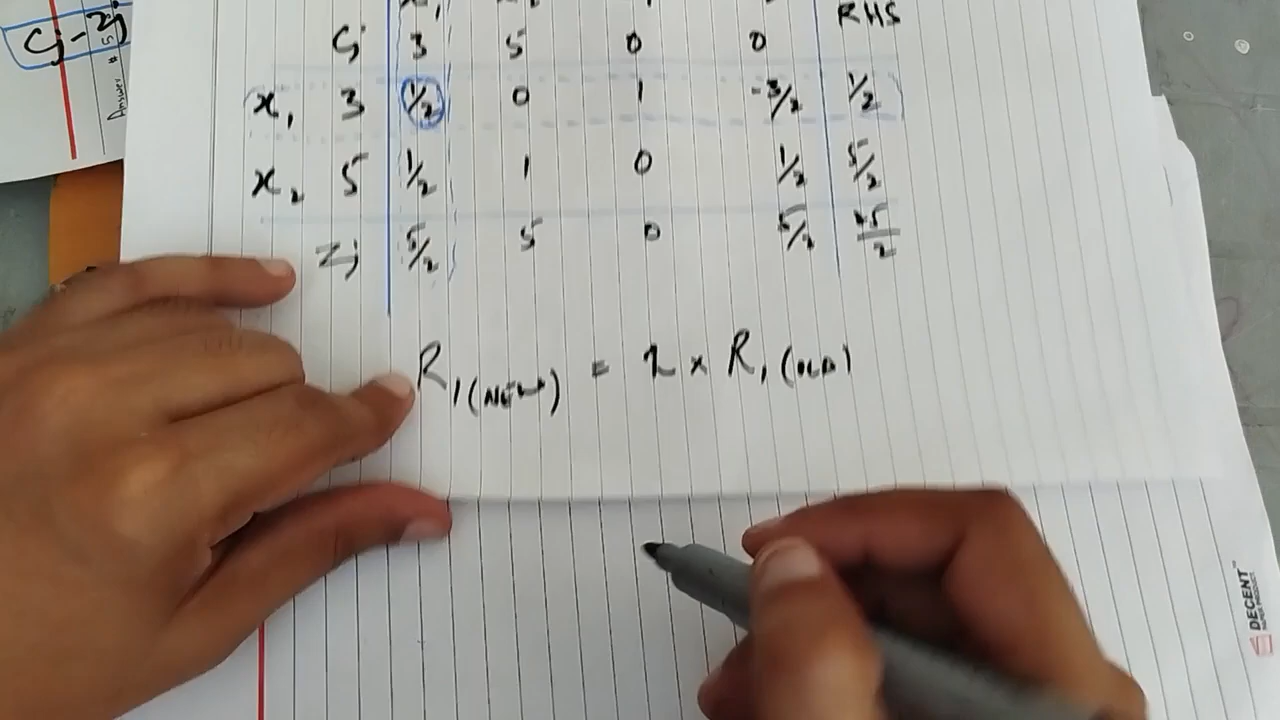 Cj - Zj
Answer #
RHS
Cj 3 5 0 0
x₁ 3 1/2 0 1 -3/2 1/2
x₂ 5 1/2 1 0 1/2 5/2
Zj 5/2 5 0 5/2 25/2
R₁(NEW) = 2 × R₁(OLD)
DECENT